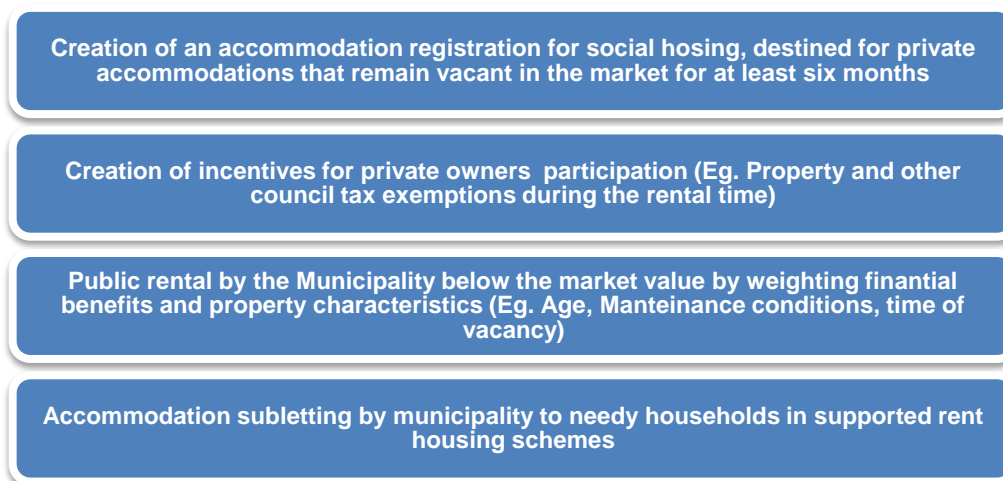 Creation of an accommodation registration for social hosing, destined for private
accommodations that remain vacant in the market for at least six months
Creation of incentives for private owners participation (Eg. Property and other
council tax exemptions during the rental time)
Public rental by the Municipality below the market value by weighting finantial
benefits and property characteristics (Eg. Age, Manteinance conditions, time of
vacancy)
Accommodation subletting by municipality to needy households in supported rent
housing schemes